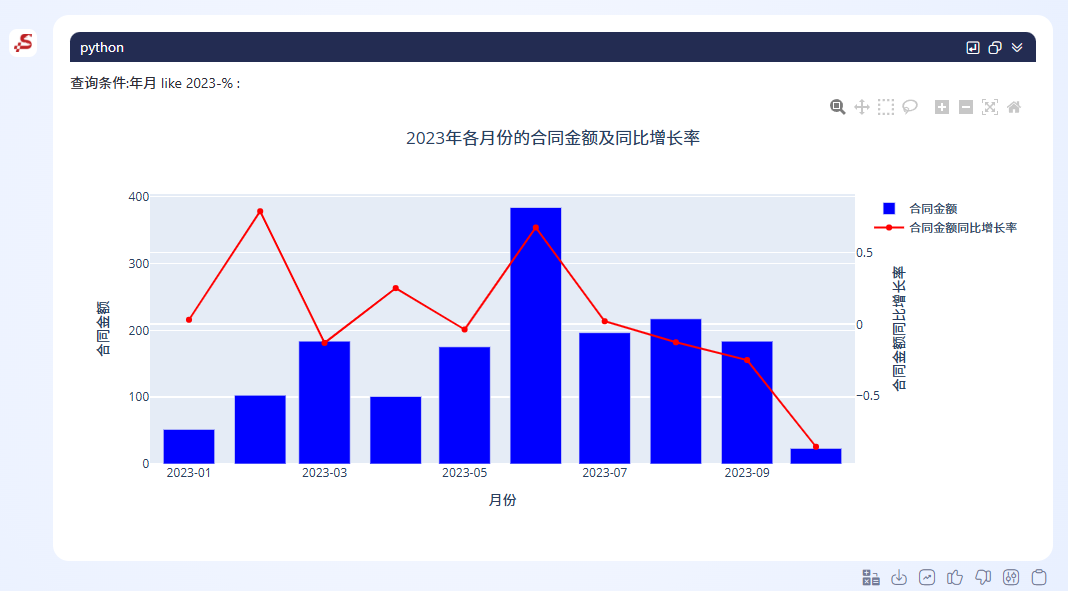 python
查询条件:年月 like 2023-% :
2023年各月份的合同金额及同比增长率
合同金额
合同金额同比增长率
400
300
200
100
0
合同金额
0.5
0
−0.5
合同金额同比增长率
2023-01
2023-03
2023-05
2023-07
2023-09
月份